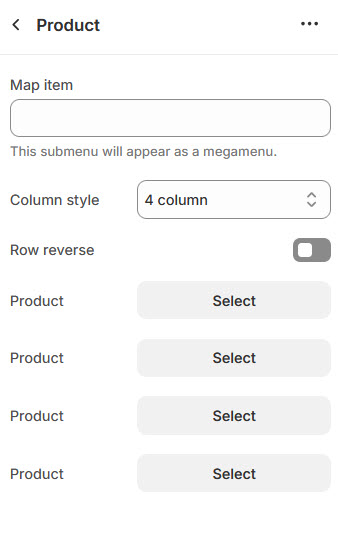 Product
Map item
This submenu will appear as a megamenu.
Column style 4 column
Row reverse
Product Select
Product Select
Product Select
Product Select